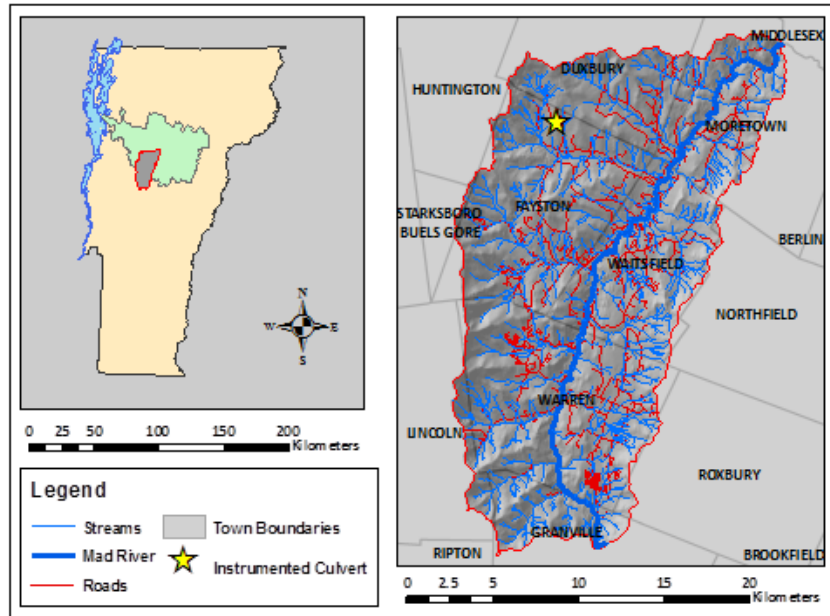 N
W E
S
0 25 50 100 150 200
Kilometers
Legend
Streams
Mad River
Roads
Town Boundaries
Instrumented Culvert
MIDDLESEX
DUXBURY
HUNTINGTON
MORETOWN
FAYSTON
STARKSBORO
BUELS GORE
BERLIN
WAITSFIELD
NORTHFIELD
WARREN
LINCOLN
ROXBURY
GRANVILLE
RIPTON
BROOKFIELD
0 2.5 5 10 15 20
Kilometers